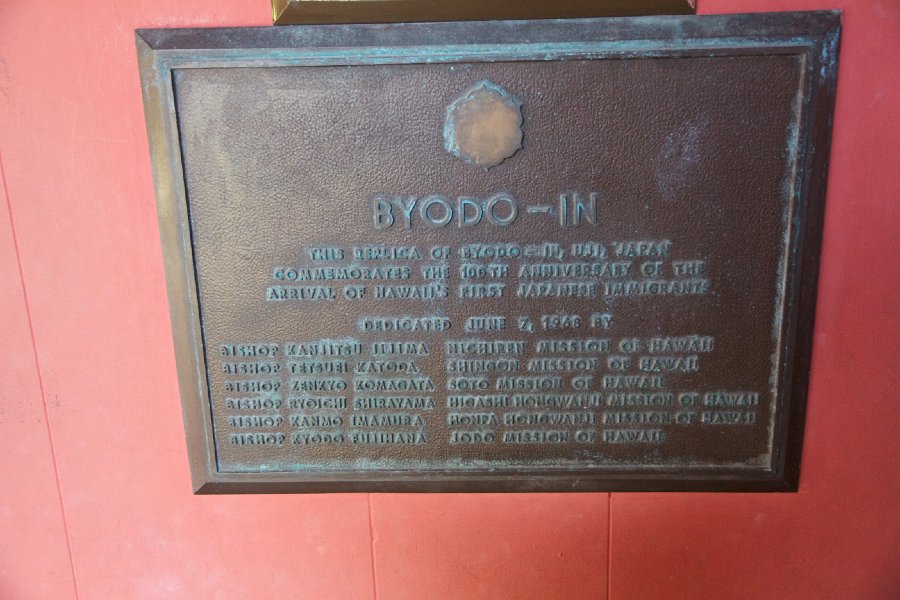 BYODO-IN
THIS REPLICA OF BYODO-IN, UJI, JAPAN
COMMEMORATES THE 100TH ANNIVERSARY OF THE
ARRIVAL OF HAWAII'S FIRST JAPANESE IMMIGRANTS
DEDICATED JUNE 7, 1968 BY
BISHOP KANJITSU IIJIMA NICHIREN MISSION OF HAWAII
BISHOP TETSUEI KATODA SHINGON MISSION OF HAWAII
BISHOP ZENKYO KOMAGATA SOTO MISSION OF HAWAII
BISHOP RYOICHI SHIRAYAMA HIGASHI HONGWANJI MISSION OF HAWAII
BISHOP KANMO IMAMURA HONPA HONGWANJI MISSION OF HAWAII
BISHOP KYODO FUJIHANA JODO MISSION OF HAWAII